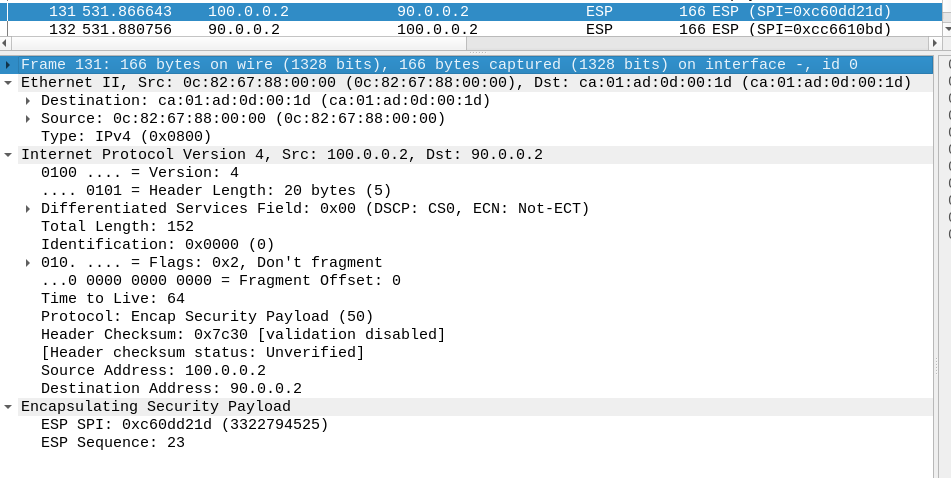 131 531.866643 100.0.0.2 90.0.0.2 ESP 166 ESP (SPI=0xc60dd21d)
132 531.880756 90.0.0.2 100.0.0.2 ESP 166 ESP (SPI=0xcc6610bd)
Frame 131: 166 bytes on wire (1328 bits), 166 bytes captured (1328 bits) on interface -, id 0
Ethernet II, Src: 0c:82:67:88:00:00 (0c:82:67:88:00:00), Dst: ca:01:ad:0d:00:1d (ca:01:ad:0d:00:1d)
Destination: ca:01:ad:0d:00:1d (ca:01:ad:0d:00:1d)
Source: 0c:82:67:88:00:00 (0c:82:67:88:00:00)
Type: IPv4 (0x0800)
Internet Protocol Version 4, Src: 100.0.0.2, Dst: 90.0.0.2
0100 .... = Version: 4
.... 0101 = Header Length: 20 bytes (5)
Differentiated Services Field: 0x00 (DSCP: CS0, ECN: Not-ECT)
Total Length: 152
Identification: 0x0000 (0)
010. .... = Flags: 0x2, Don't fragment
...0 0000 0000 0000 = Fragment Offset: 0
Time to Live: 64
Protocol: Encap Security Payload (50)
Header Checksum: 0x7c30 [validation disabled]
[Header checksum status: Unverified]
Source Address: 100.0.0.2
Destination Address: 90.0.0.2
Encapsulating Security Payload
ESP SPI: 0xc60dd21d (3322794525)
ESP Sequence: 23